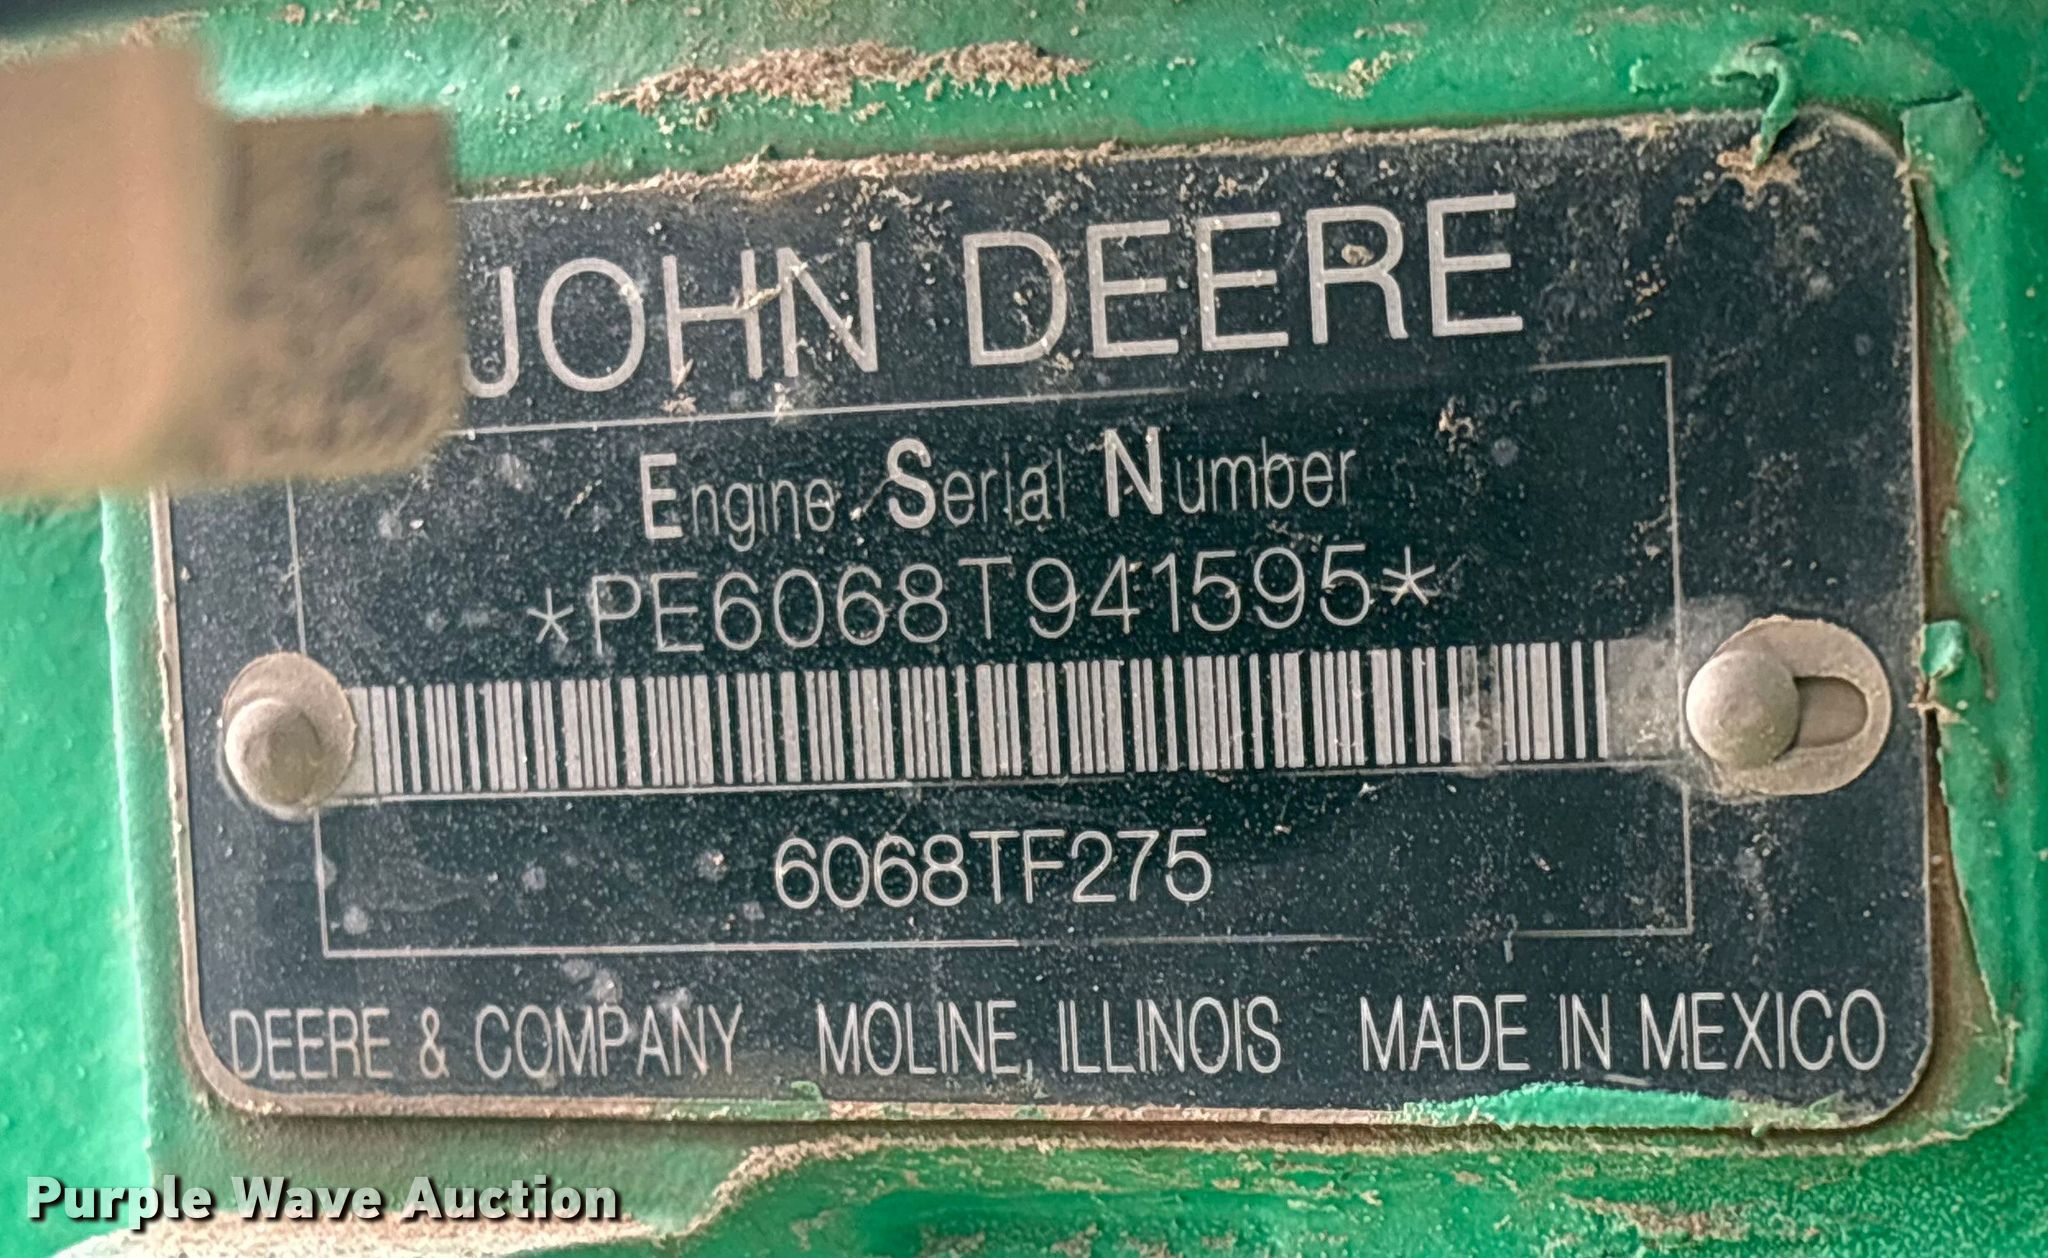 JOHN DEERE
Engine Serial Number
*PE6068T941595*
6068TF275
DEERE & COMPANY MOLINE, ILLINOIS MADE IN MEXICO
Purple Wave Auction